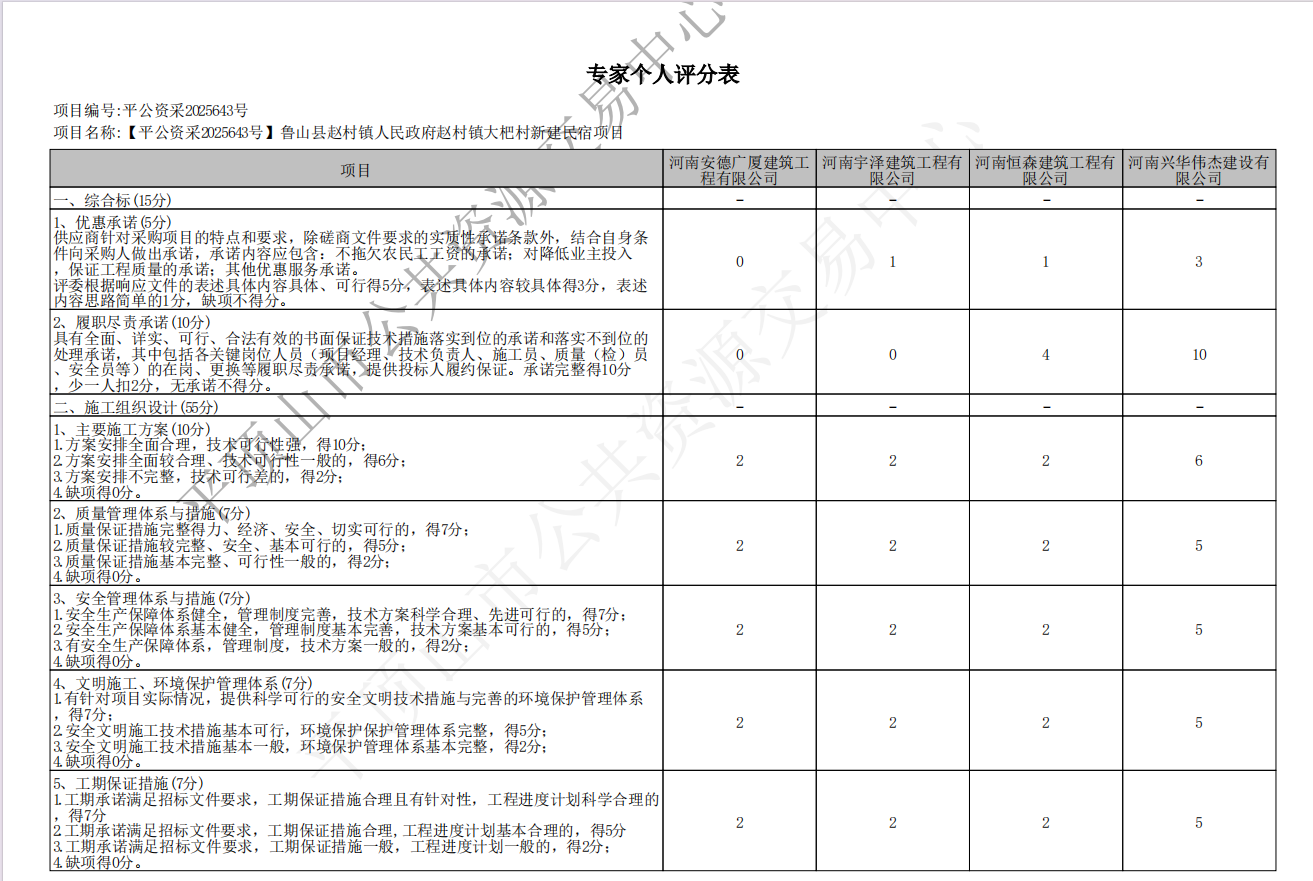 专家个人评分表
项目编号:平公资采2025643号
项目名称:【平公资采2025643号】鲁山县赵村镇人民政府赵村镇大杷村新建民宿项目
项目
河南安德广厦建筑工
程有限公司
河南宇泽建筑工程有
限公司
河南恒森建筑工程有
限公司
河南兴华伟杰建设有
限公司
一、综合标(15分)
－ － － －
1、优惠承诺(5分)
供应商针对采购项目的特点和要求，除磋商文件要求的实质性承诺条款外，结合自身条
件向采购人做出承诺，承诺内容应包含：不拖欠农民工工资的承诺；对降低业主投入
，保证工程质量的承诺；其他优惠服务承诺。
评委根据响应文件的表述具体内容具体、可行得5分，表述具体内容较具体得3分，表述
内容思路简单的1分，缺项不得分。
0 1 1 3
2、履职尽责承诺(10分)
具有全面、详实、可行、合法有效的书面保证技术措施落实到位的承诺和落实不到位的
处理承诺，其中包括各关键岗位人员（项目经理、技术负责人、施工员、质量（检）员
、安全员等）的在岗、更换等履职尽责承诺，提供投标人履约保证。承诺完整得10分
，少一人扣2分，无承诺不得分。
0 0 4 10
二、施工组织设计(55分)
－ － － －
1、主要施工方案(10分)
1.方案安排全面合理，技术可行性强，得10分；
2.方案安排全面较合理、技术可行性一般的，得6分；
3.方案安排不完整，技术可行差的，得2分；
4.缺项得0分。
2 2 2 6
2、质量管理体系与措施(7分)
1.质量保证措施完整得力、经济、安全、切实可行的，得7分；
2.质量保证措施较完整、安全、基本可行的，得5分；
3.质量保证措施基本完整、可行性一般的，得2分；
4.缺项得0分。
2 2 2 5
3、安全管理体系与措施(7分)
1.安全生产保障体系健全，管理制度完善，技术方案科学合理、先进可行的，得7分；
2.安全生产保障体系基本健全，管理制度基本完善，技术方案基本可行的，得5分；
3.有安全生产保障体系，管理制度，技术方案一般的，得2分；
4.缺项得0分。
2 2 2 5
4、文明施工、环境保护管理体系(7分)
1.有针对项目实际情况，提供科学可行的安全文明技术措施与完善的环境保护管理体系
，得7分；
2.安全文明施工技术措施基本可行，环境保护保护管理体系完整，得5分；
3.安全文明施工技术措施基本一般，环境保护管理体系基本完整，得2分；
4.缺项得0分。
2 2 2 5
5、工期保证措施(7分)
1.工期承诺满足招标文件要求，工期保证措施合理且有针对性，工程进度计划科学合理的
，得7分
2.工期承诺满足招标文件要求，工期保证措施合理,工程进度计划基本合理的，得5分
3.工期承诺满足招标文件要求，工期保证措施一般，工程进度计划一般的，得2分；
4.缺项得0分。
2 2 2 5
平顶山市公共资源交易中心
平顶山市公共资源交易中心